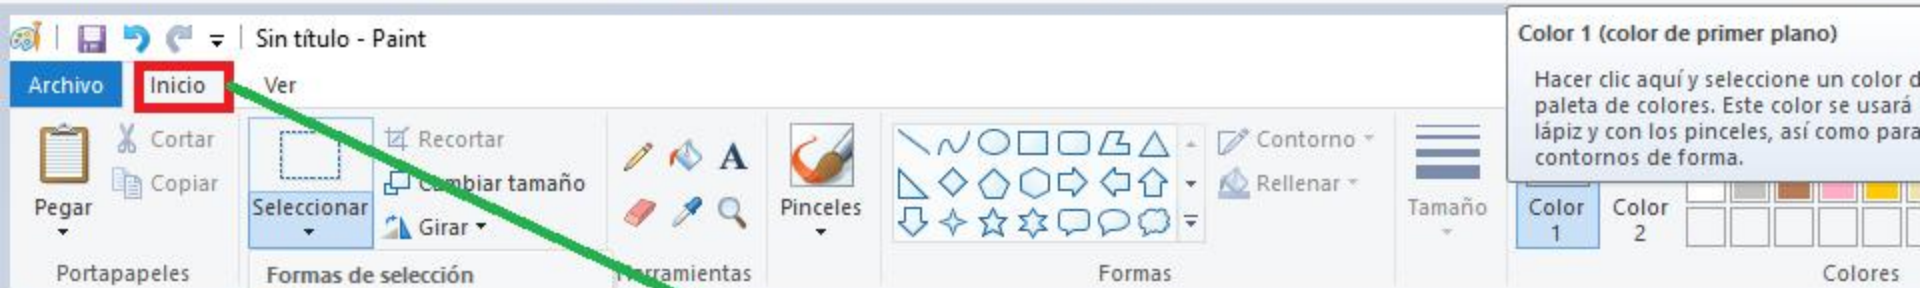 Sin título - Paint
Color 1 (color de primer plano)
Archivo
Inicio
Ver
Hacer clic aquí y seleccione un color d
paleta de colores. Este color se usará
lápiz y con los pinceles, así como para
contornos de forma.
Cortar
Copiar
Pegar
Portapapeles
Seleccionar
Recortar
Cambiar tamaño
Girar
Formas de selección
A
Herramientas
Pinceles
Contorno
Rellenar
Formas
Tamaño
Color
1
Color
2
Colores